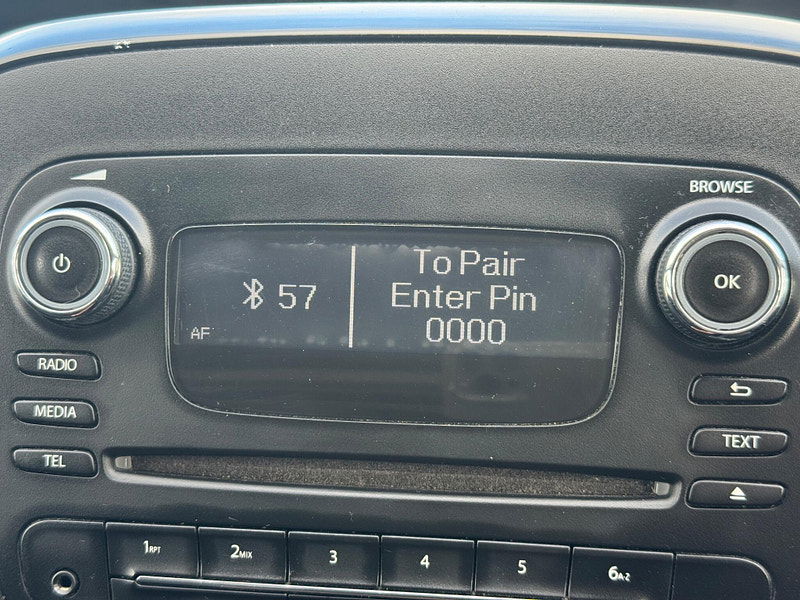 BROWSE
To Pair
57
Enter Pin
OK
AF
0000
RADIO
MEDIA
TEXT
TEL
1RPT
2MIX
3
4
5
6A-Z